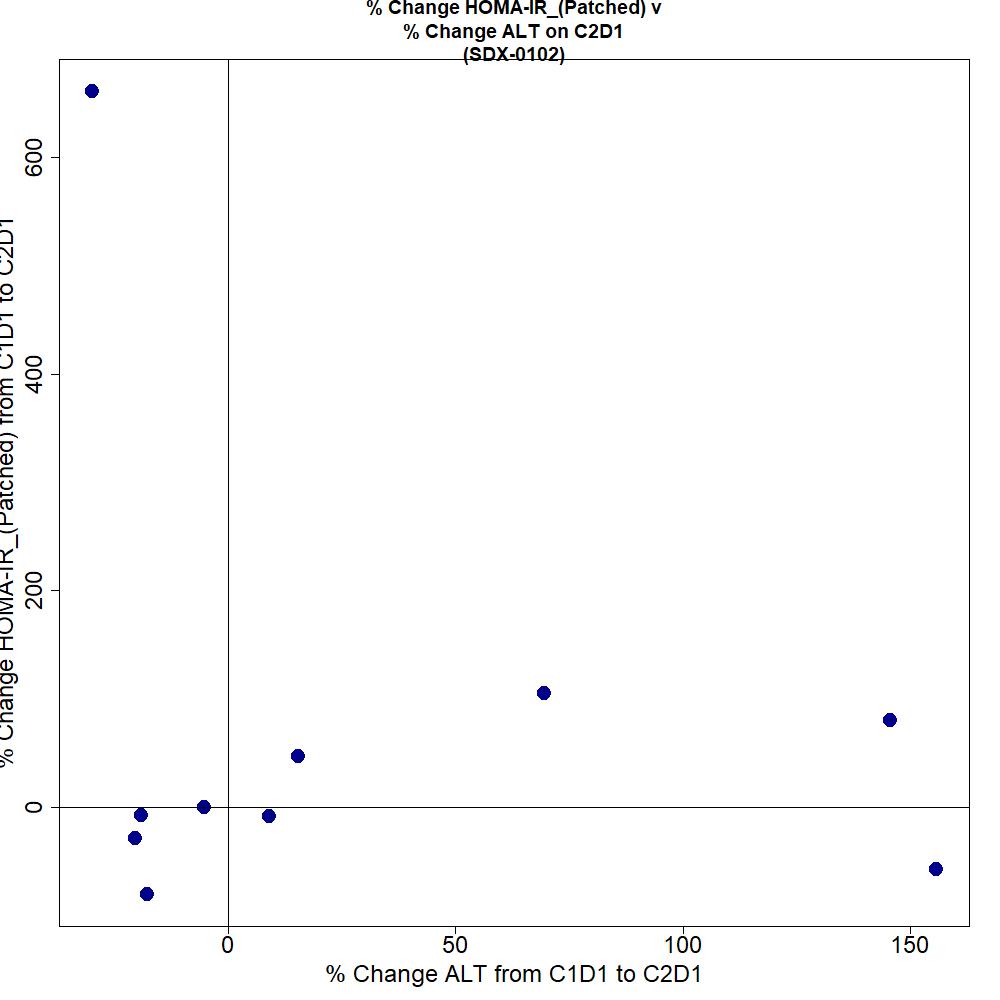 % Change HOMA-IR_(Patched) v
% Change ALT on C2D1
(SDX-0102)
% Change HOMA-IR_(Patched) from C1D1 to C2D1
600
400
200
0
0
50
100
150
% Change ALT from C1D1 to C2D1